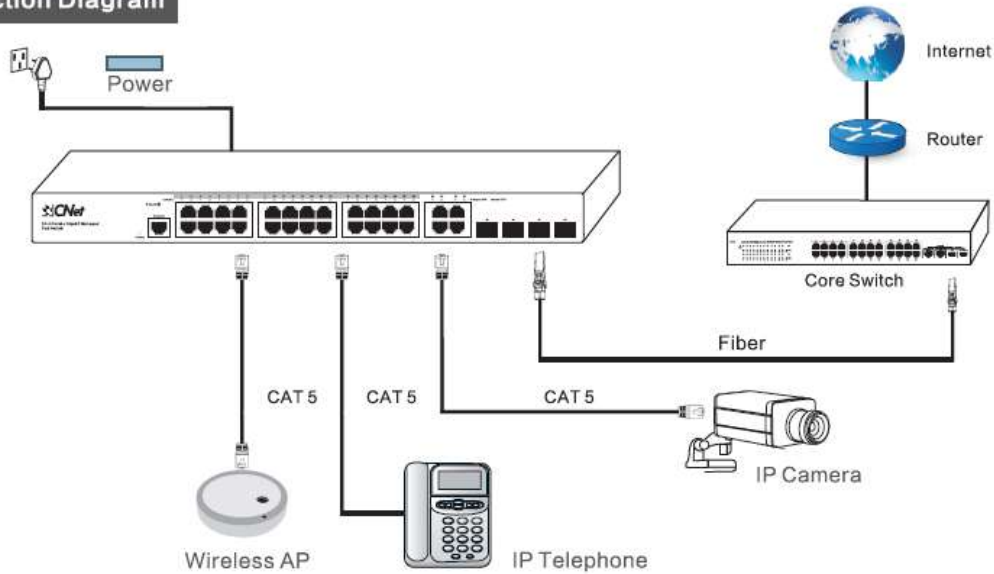 ction Diagram
Internet
Power
Router
CNet
Core Switch
Fiber
CAT 5
CAT 5
CAT 5
IP Camera
Wireless AP
IP Telephone